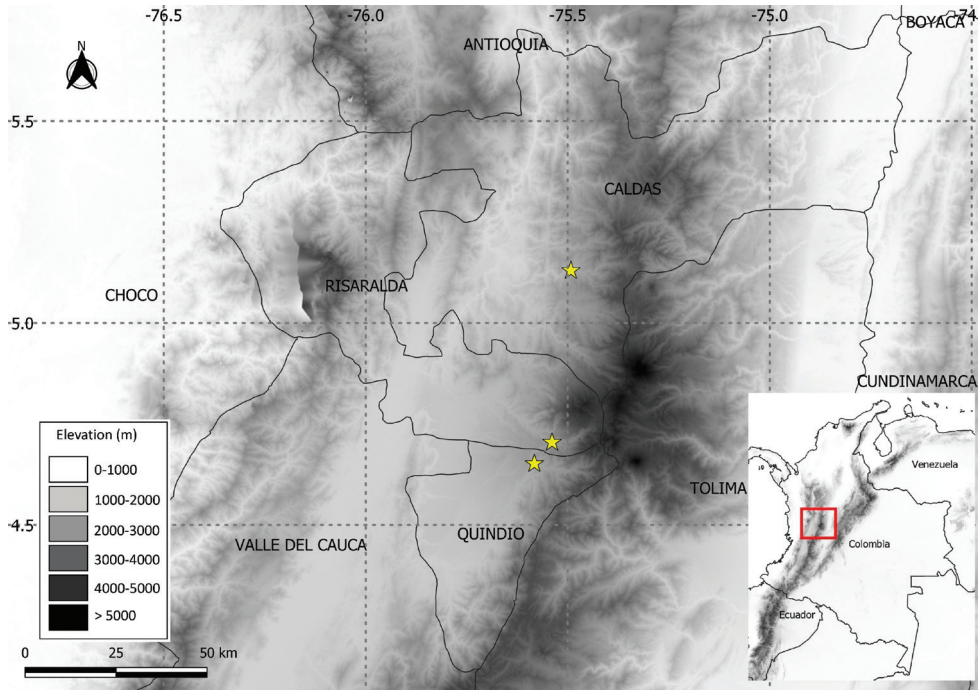 -76.5
-76.0
-75.5
-75.0
-74
BOYACA
N
ANTIOQUIA
5.5
CALDAS
CHOCO
RISARALDA
5.0
CUNDINAMARCA
Elevation (m)
0-1000
1000-2000
2000-3000
3000-4000
4000-5000
> 5000
TOLIMA
4.5
VALLE DEL CAUCA
QUINDIO
Venezuela
Colombia
Ecuador
0
25
50 km